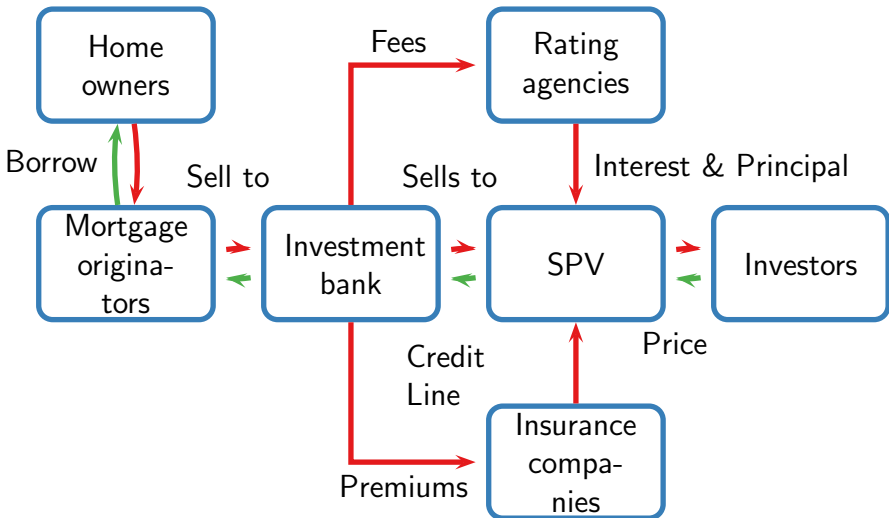 Home
owners
Fees
Rating
agencies
Borrow
Sell to
Sells to
Interest & Principal
Mortgage
origina-
tors
Investment
bank
SPV
Investors
Credit
Line
Price
Premiums
Insurance
compa-
nies